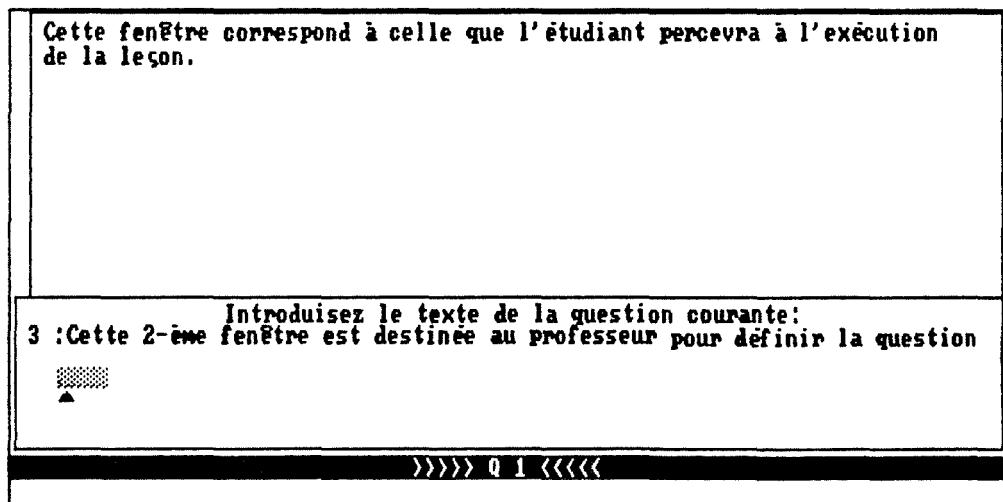 Cette fenêtre correspond à celle que l'étudiant percevra à l'exécution
de la leçon.
Introduisez le texte de la question courante:
3 :Cette 2-ème fenêtre est destinée au professeur pour définir la question
>>>>> Q 1 <<<<<